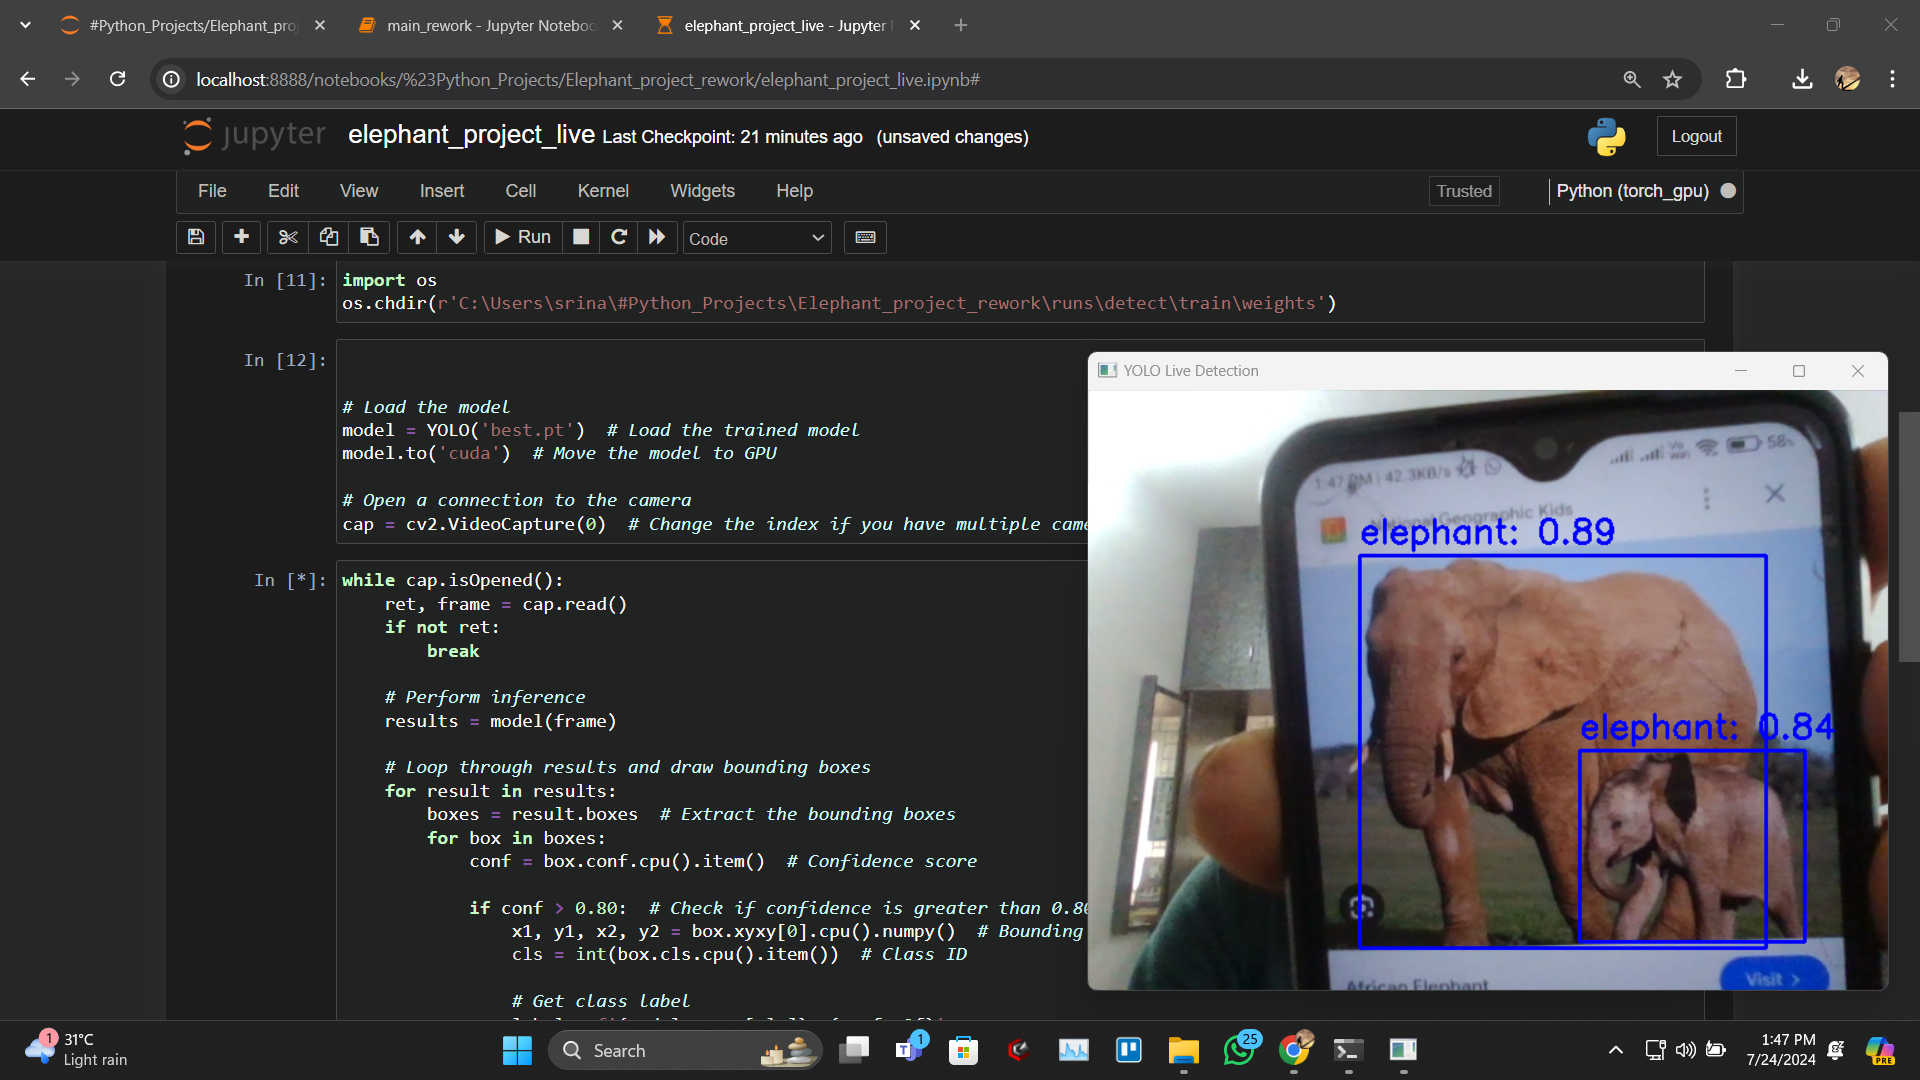 #Python_Projects/Elephant_proj
main_rework - Jupyter Noteboo
elephant_project_live - Jupyter
localhost:8888/notebooks/%23Python_Projects/Elephant_project_rework/elephant_project_live.ipynb#
jupyter elephant_project_live Last Checkpoint: 21 minutes ago (unsaved changes)
Logout
File Edit View Insert Cell Kernel Widgets Help
Trusted
Python (torch_gpu)
Run
Code
In [11]: import os
os.chdir(r'C:\Users\srina\#Python_Projects\Elephant_project_rework\runs\detect\train\weights')
In [12]:
# Load the model
model = YOLO('best.pt') # Load the trained model
model.to('cuda') # Move the model to GPU
# Open a connection to the camera
cap = cv2.VideoCapture(0) # Change the index if you have multiple came
In [*]: while cap.isOpened():
ret, frame = cap.read()
if not ret:
break
# Perform inference
results = model(frame)
# Loop through results and draw bounding boxes
for result in results:
boxes = result.boxes # Extract the bounding boxes
for box in boxes:
conf = box.conf.cpu().item() # Confidence score
if conf > 0.80: # Check if confidence is greater than 0.80
x1, y1, x2, y2 = box.xyxy[0].cpu().numpy() # Bounding
cls = int(box.cls.cpu().item()) # Class ID
# Get class label
YOLO Live Detection
1:47 PM | 42.3KB/s
58%
National Geographic Kids
elephant: 0.89
elephant: 0.84
African Elephant
Visit >
1
31°C
Light rain
Search
1
25
1:47 PM
7/24/2024
PRE